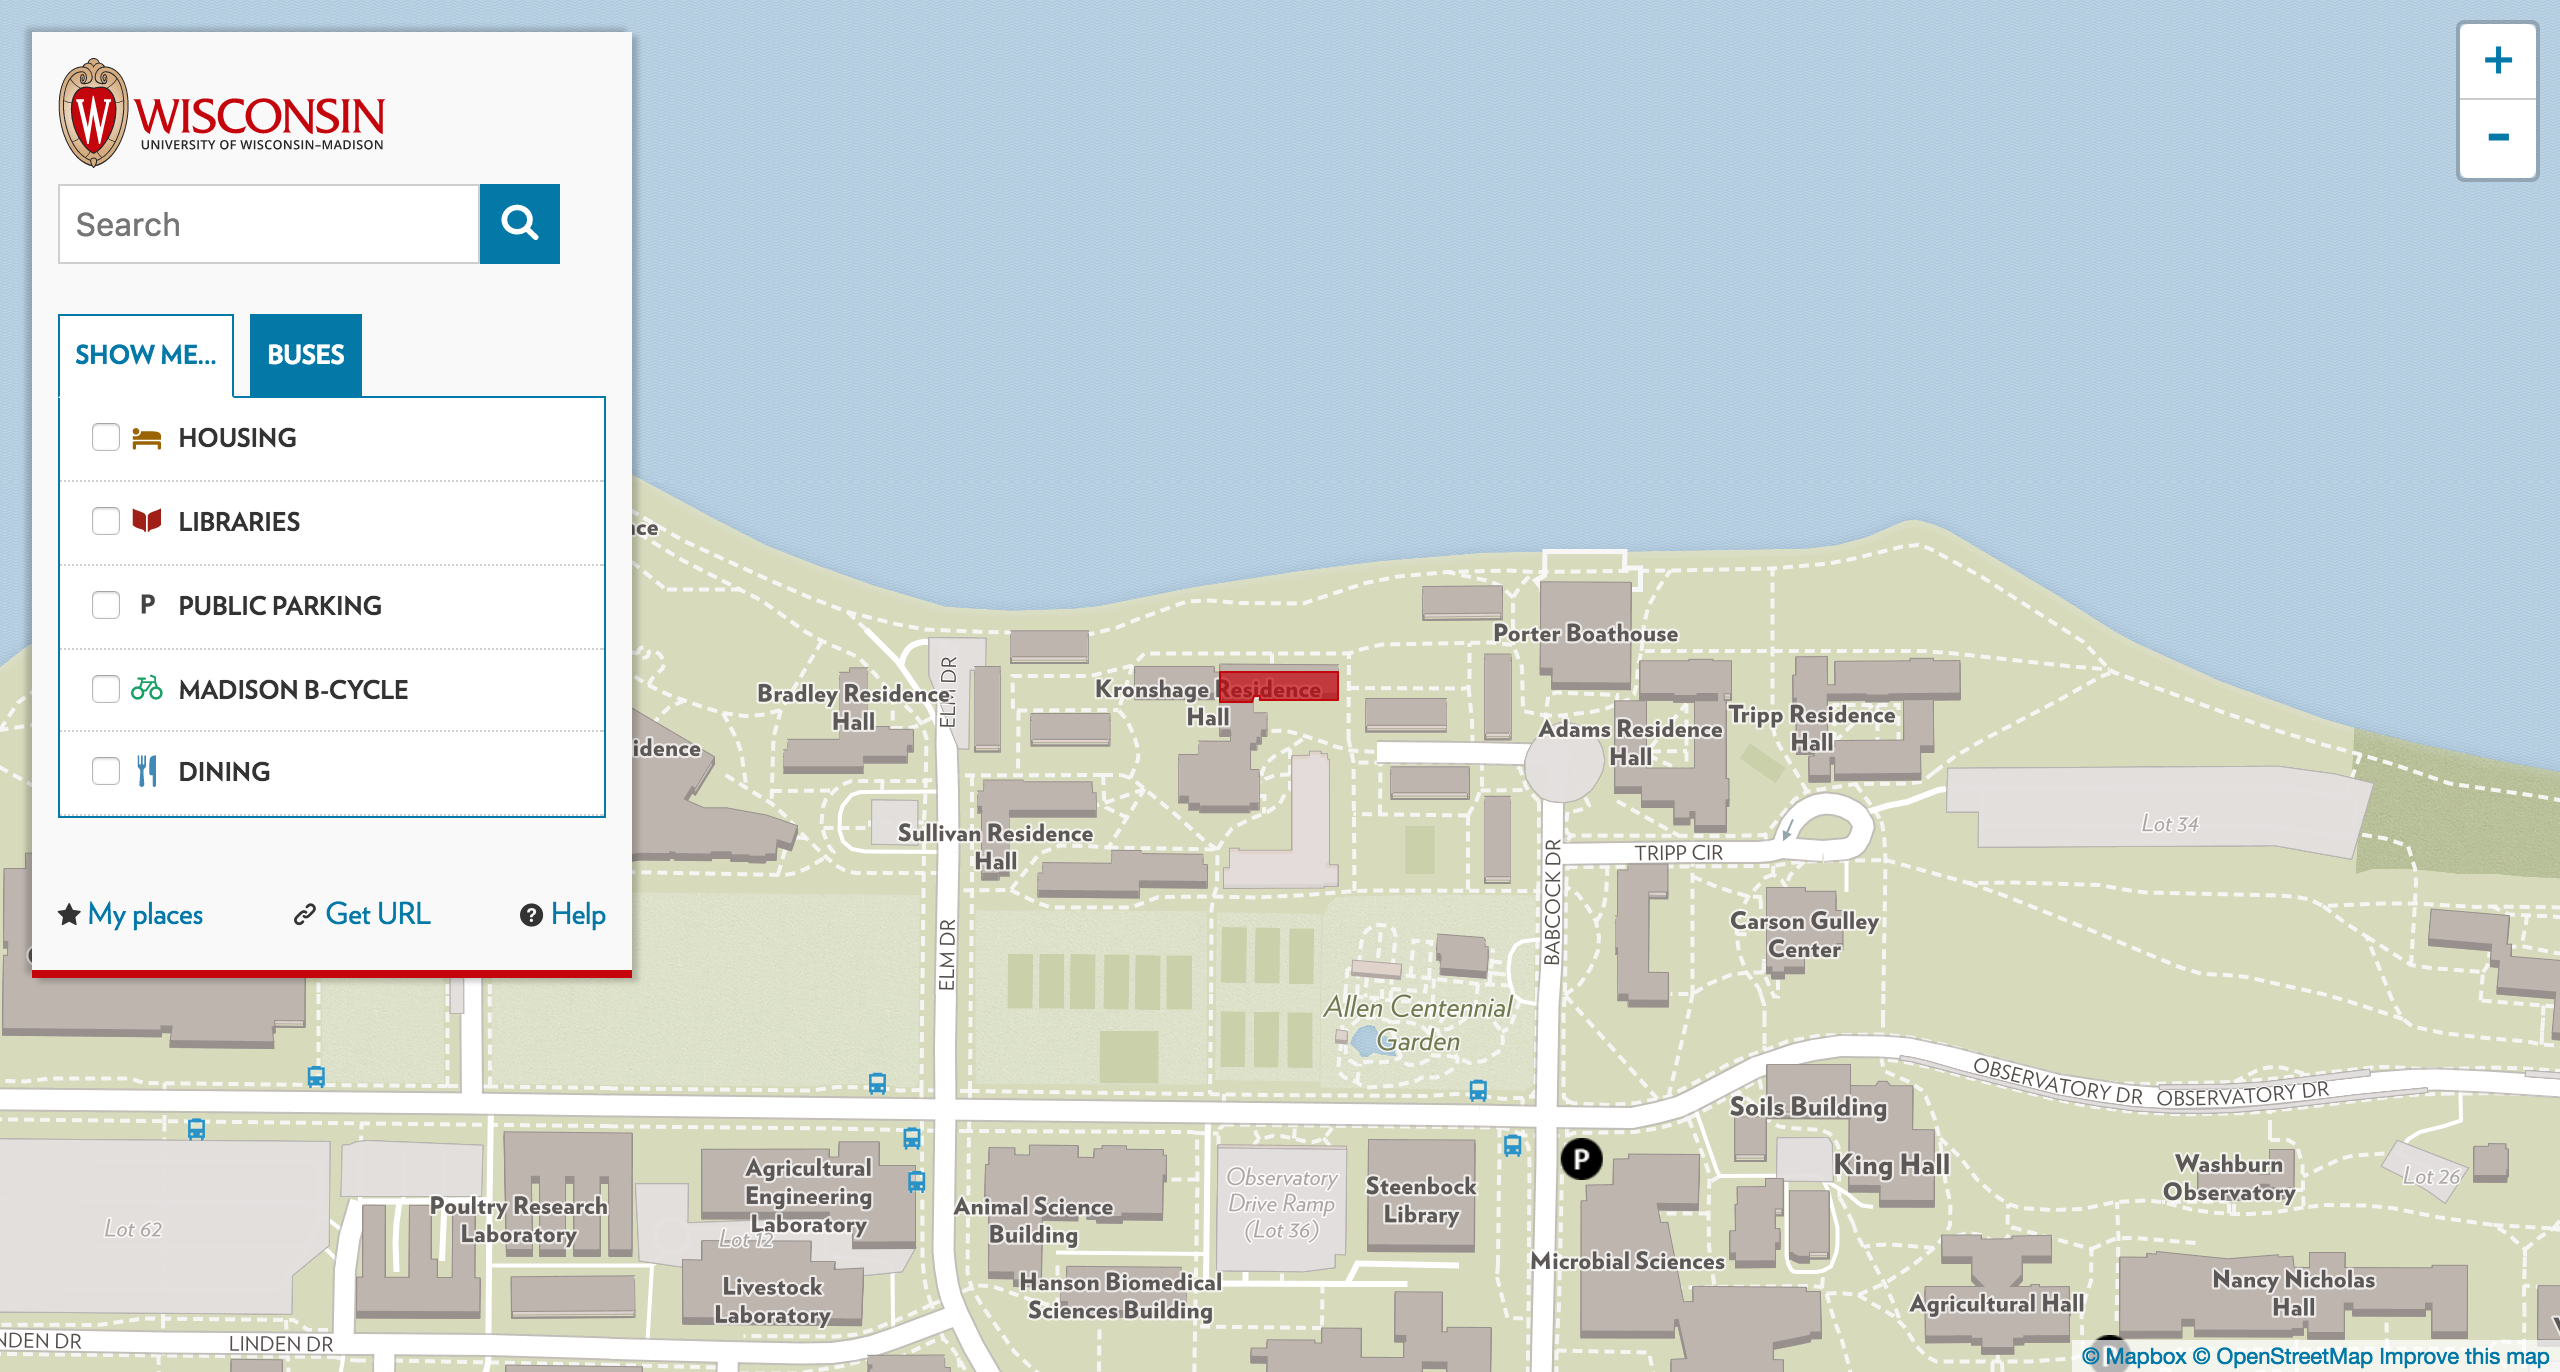 W
WISCONSIN
UNIVERSITY OF WISCONSIN–MADISON
Search
SHOW ME...
BUSES
HOUSING
LIBRARIES
P PUBLIC PARKING
MADISON B-CYCLE
DINING
My places
Get URL
? Help
+
-
nce
idence
Bradley Residence
Hall
ELM DR
Kronshage Residence
Hall
Porter Boathouse
Adams Residence
Hall
Tripp Residence
Hall
Sullivan Residence
Hall
Lot 34
TRIPP CIR
BABCOCK DR
ELM DR
Carson Gulley
Center
Allen Centennial
Garden
OBSERVATORY DR
OBSERVATORY DR
Soils Building
King Hall
P
Washburn
Observatory
Lot 26
Lot 62
Poultry Research
Laboratory
Agricultural
Engineering
Laboratory
Lot 12
Livestock
Laboratory
Animal Science
Building
Hanson Biomedical
Sciences Building
Observatory
Drive Ramp
(Lot 36)
Steenbock
Library
Microbial Sciences
Agricultural Hall
Nancy Nicholas
Hall
NDEN DR
LINDEN DR
© Mapbox © OpenStreetMap Improve this map